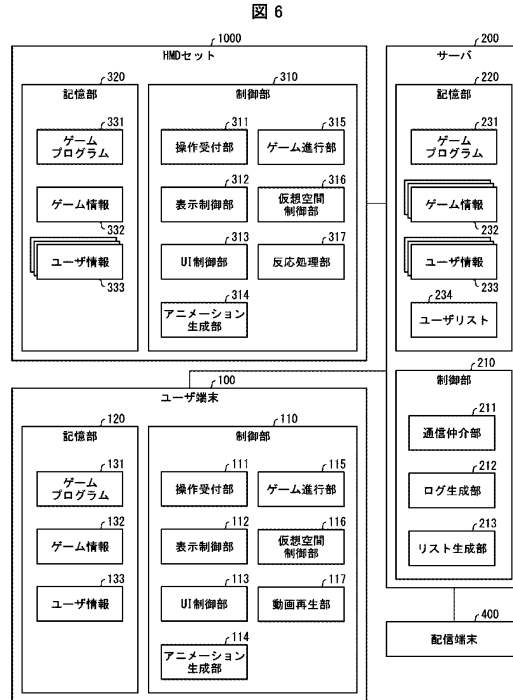 図 6
1000
HMDセット
320
記憶部
331
ゲーム
プログラム
ゲーム情報
332
ユーザ情報
333
310
制御部
311
操作受付部
315
ゲーム進行部
312
表示制御部
316
仮想空間
制御部
313
UI制御部
317
反応処理部
314
アニメーション
生成部
200
サーバ
220
記憶部
231
ゲーム
プログラム
ゲーム情報
232
ユーザ情報
233
234
ユーザリスト
210
制御部
211
通信仲介部
212
ログ生成部
213
リスト生成部
100
ユーザ端末
120
記憶部
131
ゲーム
プログラム
132
ゲーム情報
133
ユーザ情報
110
制御部
111
操作受付部
115
ゲーム進行部
112
表示制御部
116
仮想空間
制御部
113
UI制御部
117
動画再生部
114
アニメーション
生成部
400
配信端末